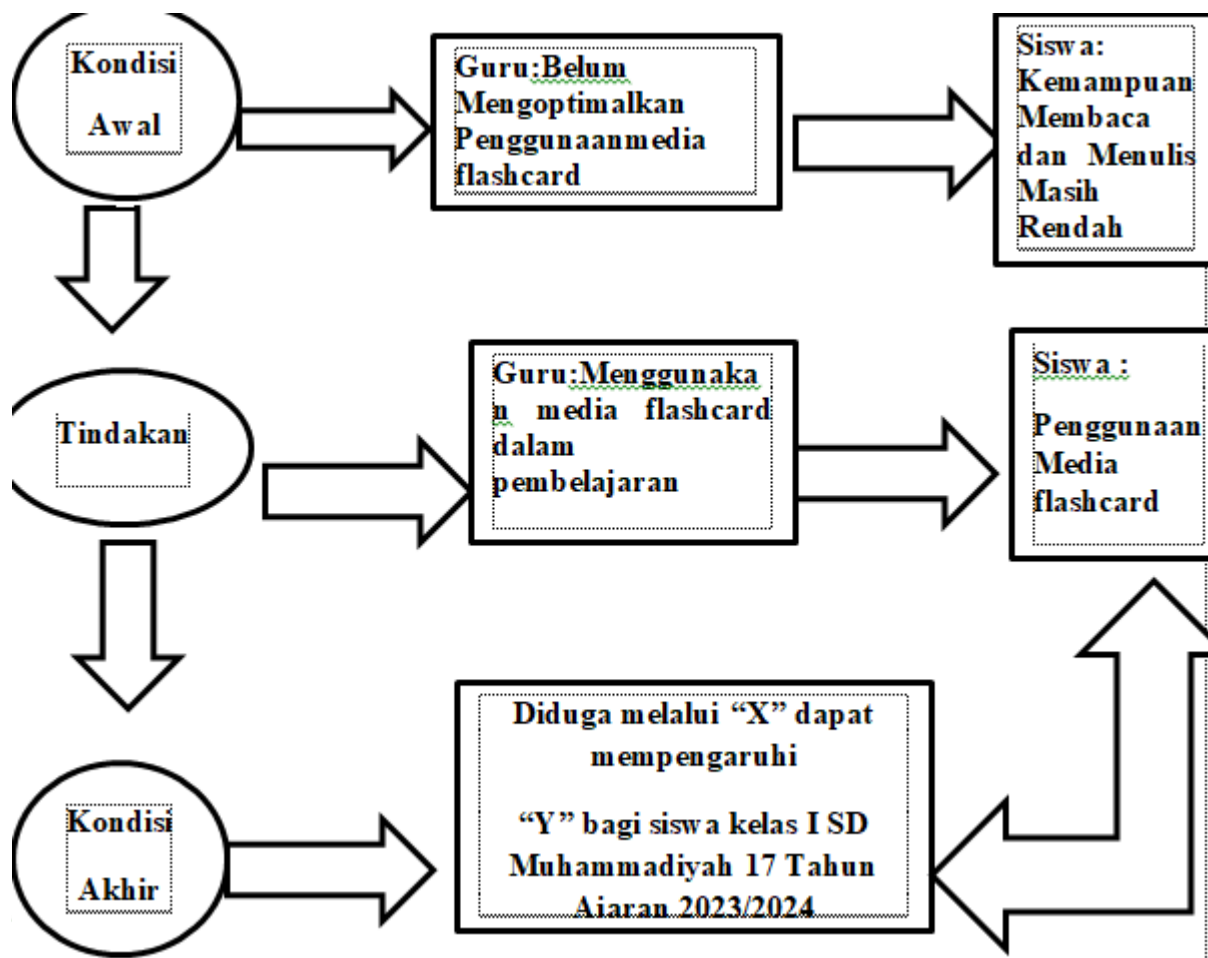 Kondisi
Awal
Guru:Belum
Mengoptimalkan
Penggunaanmedia
flashcard
Siswa:
Kemampuan
Membaca
dan Menulis
Masih
Rendah
Tindakan
Guru:Menggunaka
n media flashcard
dalam
pembelajaran
Siswa :
Penggunaan
Media
flashcard
Kondisi
Akhir
Diduga melalui “X” dapat
mempengaruhi
“Y” bagi siswa kelas I SD
Muhammadiyah 17 Tahun
Ajaran 2023/2024